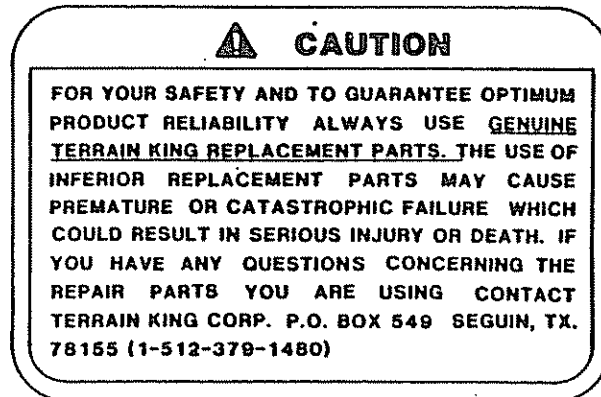 CAUTION
FOR YOUR SAFETY AND TO GUARANTEE OPTIMUM
PRODUCT RELIABILITY ALWAYS USE GENUINE
TERRAIN KING REPLACEMENT PARTS. THE USE OF
INFERIOR REPLACEMENT PARTS MAY CAUSE
PREMATURE OR CATASTROPHIC FAILURE WHICH
COULD RESULT IN SERIOUS INJURY OR DEATH. IF
YOU HAVE ANY QUESTIONS CONCERNING THE
REPAIR PARTS YOU ARE USING CONTACT
TERRAIN KING CORP. P.O. BOX 549 SEGUIN, TX.
78155 (1-512-379-1480)